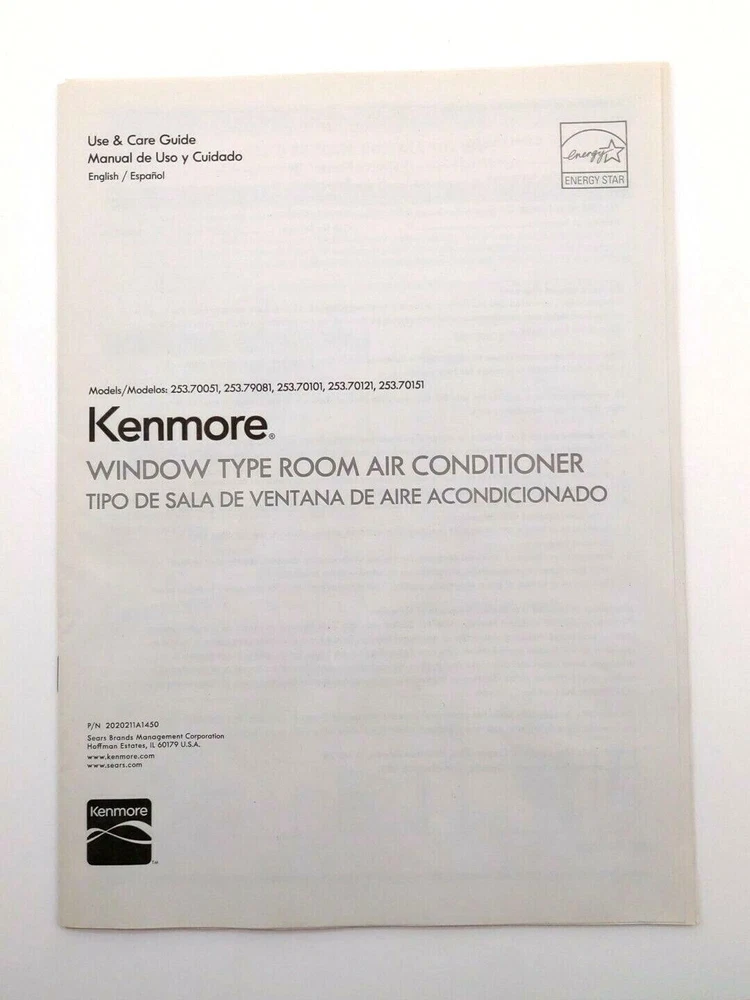 Use & Care Guide
Manual de Uso y Cuidado
English / Español
energy
ENERGY STAR
Models/Modelos: 253.70051, 253.79081, 253.70101, 253.70121, 253.70151
Kenmore®
WINDOW TYPE ROOM AIR CONDITIONER
TIPO DE SALA DE VENTANA DE AIRE ACONDICIONADO
P/N 2020211A1450
Sears Brands Management Corporation
Hoffman Estates, IL 60179 U.S.A.
www.kenmore.com
www.sears.com
Kenmore
TM